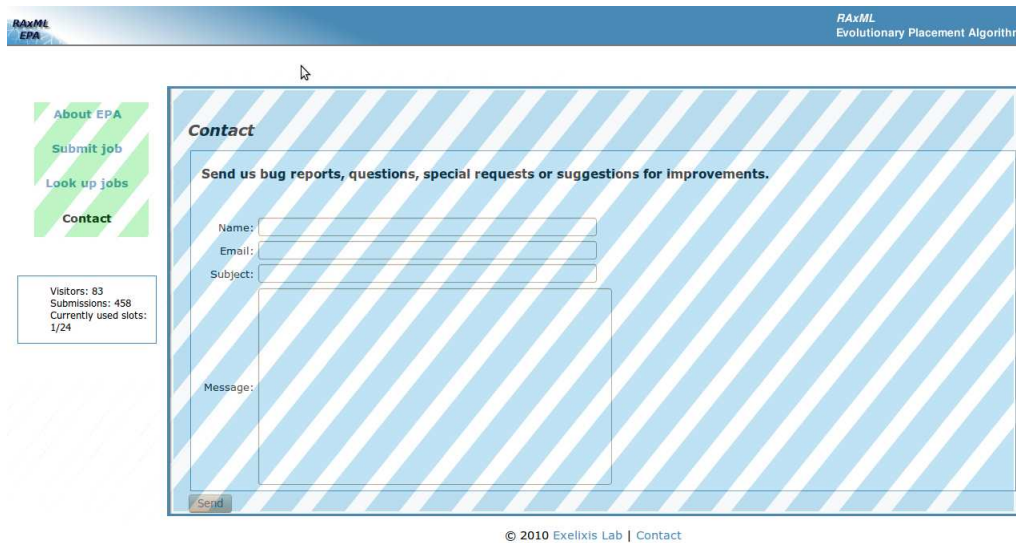 RAxML
EPA
RAxML
Evolutionary Placement Algorith
About EPA
Submit job
Look up jobs
Contact
Visitors: 83
Submissions: 458
Currently used slots:
1/24
Contact
Send us bug reports, questions, special requests or suggestions for improvements.
Name:
Email:
Subject:
Message:
Send
© 2010 Exelixis Lab | Contact